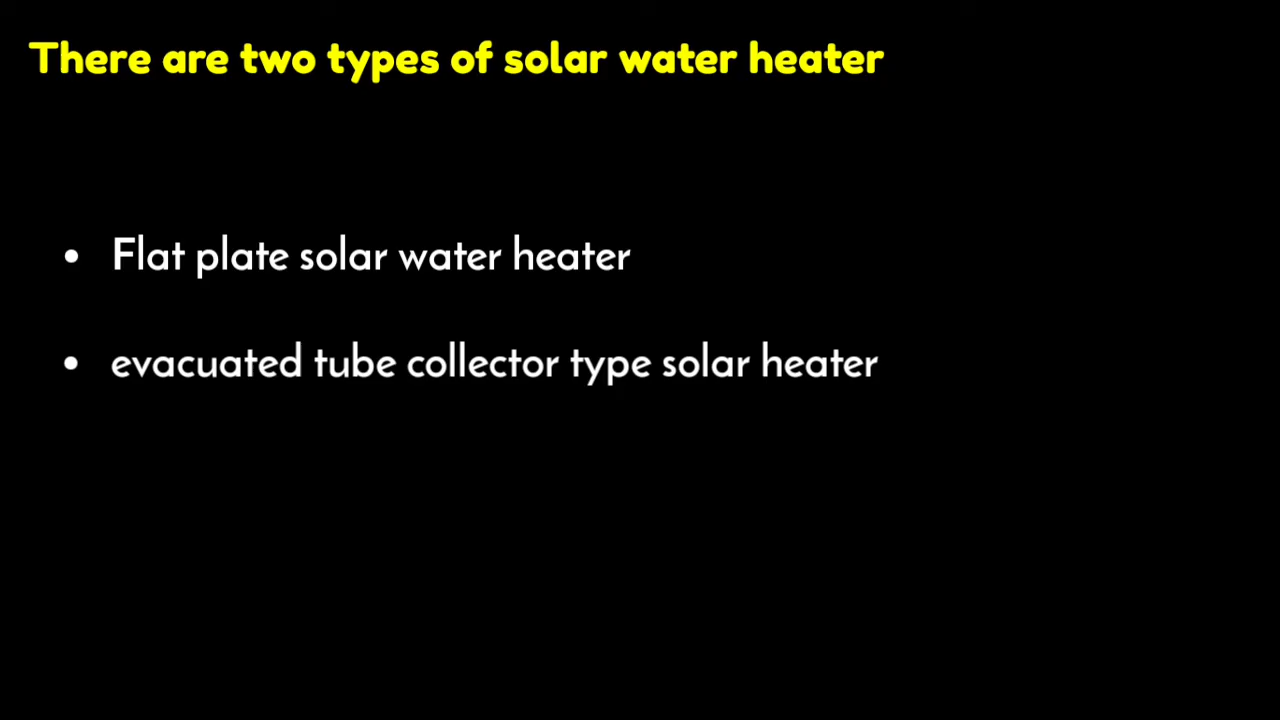 There are two types of solar water heater
• Flat plate solar water heater
• evacuated tube collector type solar heater